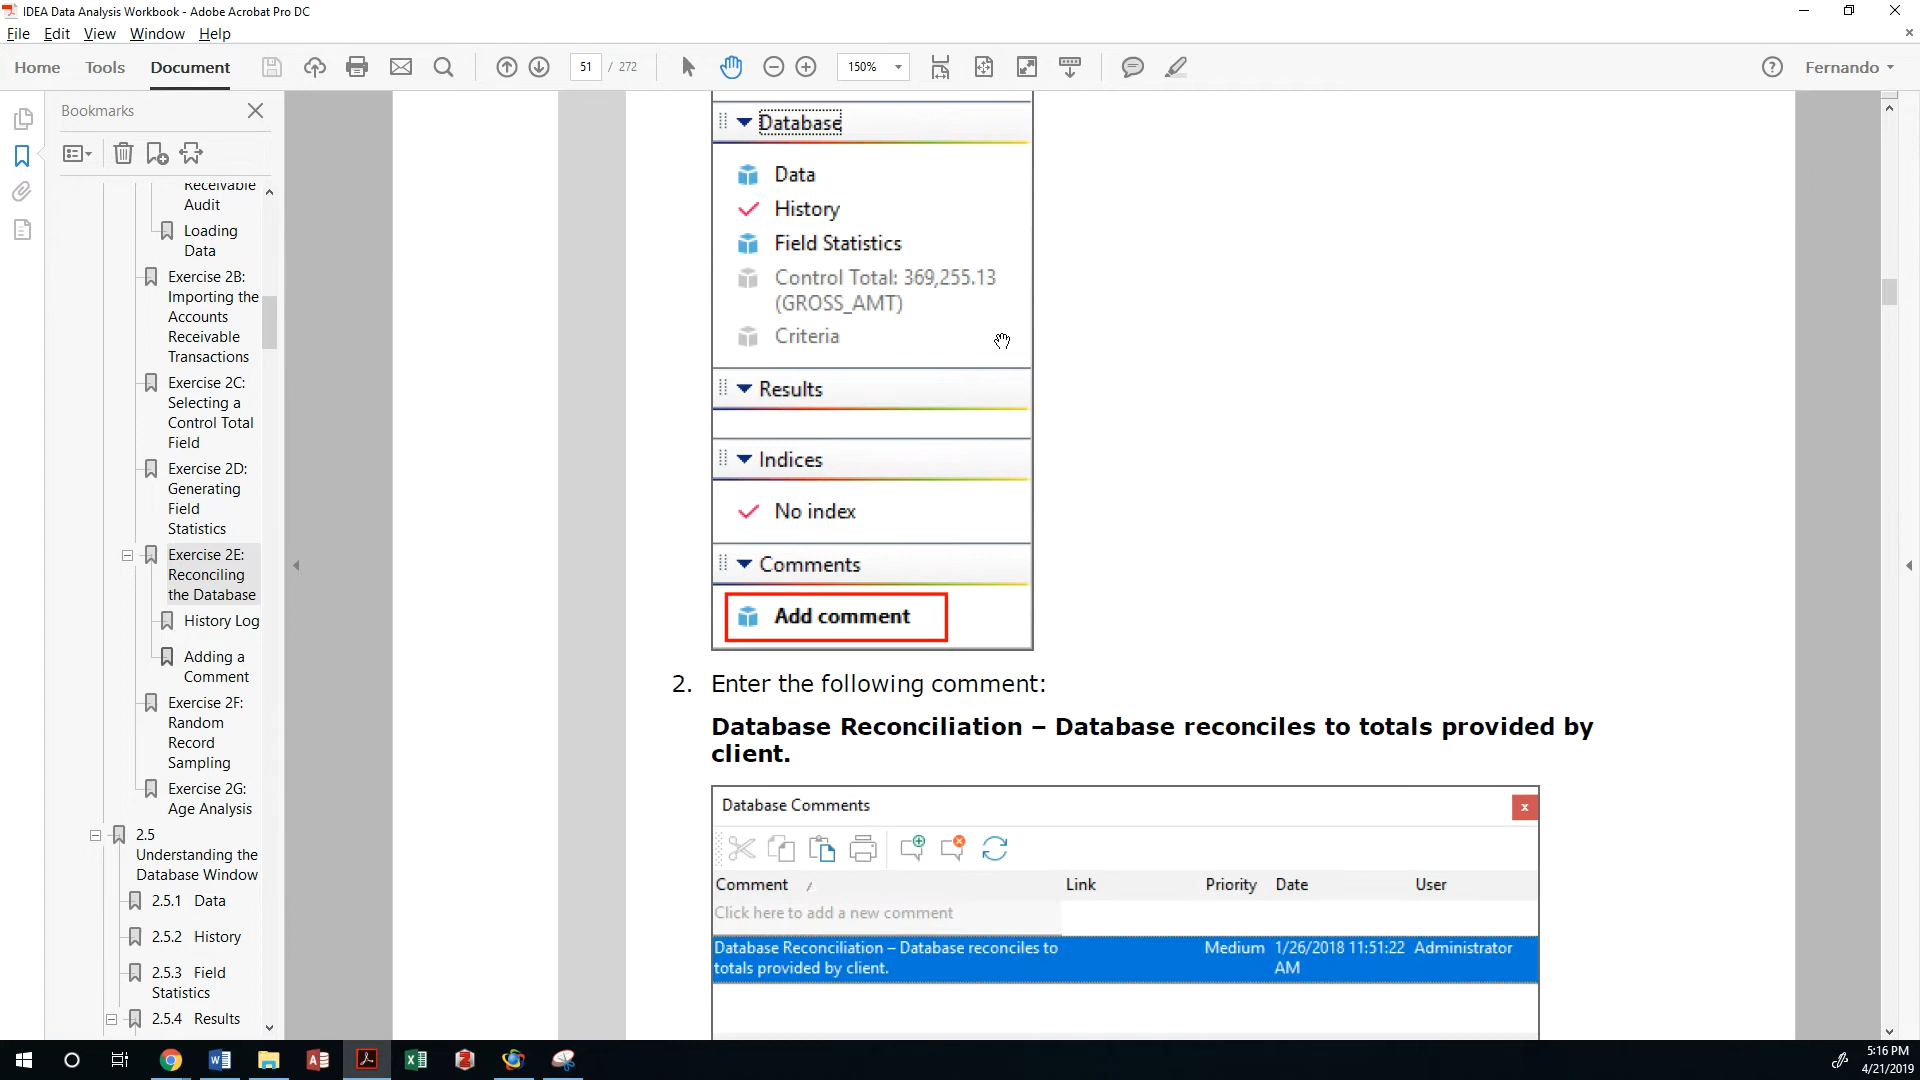 IDEA Data Analysis Workbook - Adobe Acrobat Pro DC
File Edit View Window Help
Home Tools Document 51 / 272 150% Fernando
Bookmarks
Receivable
Audit
Loading
Data
Exercise 2B:
Importing the
Accounts
Receivable
Transactions
Exercise 2C:
Selecting a
Control Total
Field
Exercise 2D:
Generating
Field
Statistics
Exercise 2E:
Reconciling
the Database
History Log
Adding a
Comment
Exercise 2F:
Random
Record
Sampling
Exercise 2G:
Age Analysis
2.5
Understanding the
Database Window
2.5.1 Data
2.5.2 History
2.5.3 Field
Statistics
2.5.4 Results
Database
Data
History
Field Statistics
Control Total: 369,255.13
(GROSS_AMT)
Criteria
Results
Indices
No index
Comments
Add comment
2. Enter the following comment:
Database Reconciliation – Database reconciles to totals provided by
client.
Database Comments
Comment Link Priority Date User
Click here to add a new comment
Database Reconciliation – Database reconciles to Medium 1/26/2018 11:51:22 Administrator
totals provided by client. AM
5:16 PM
4/21/2019